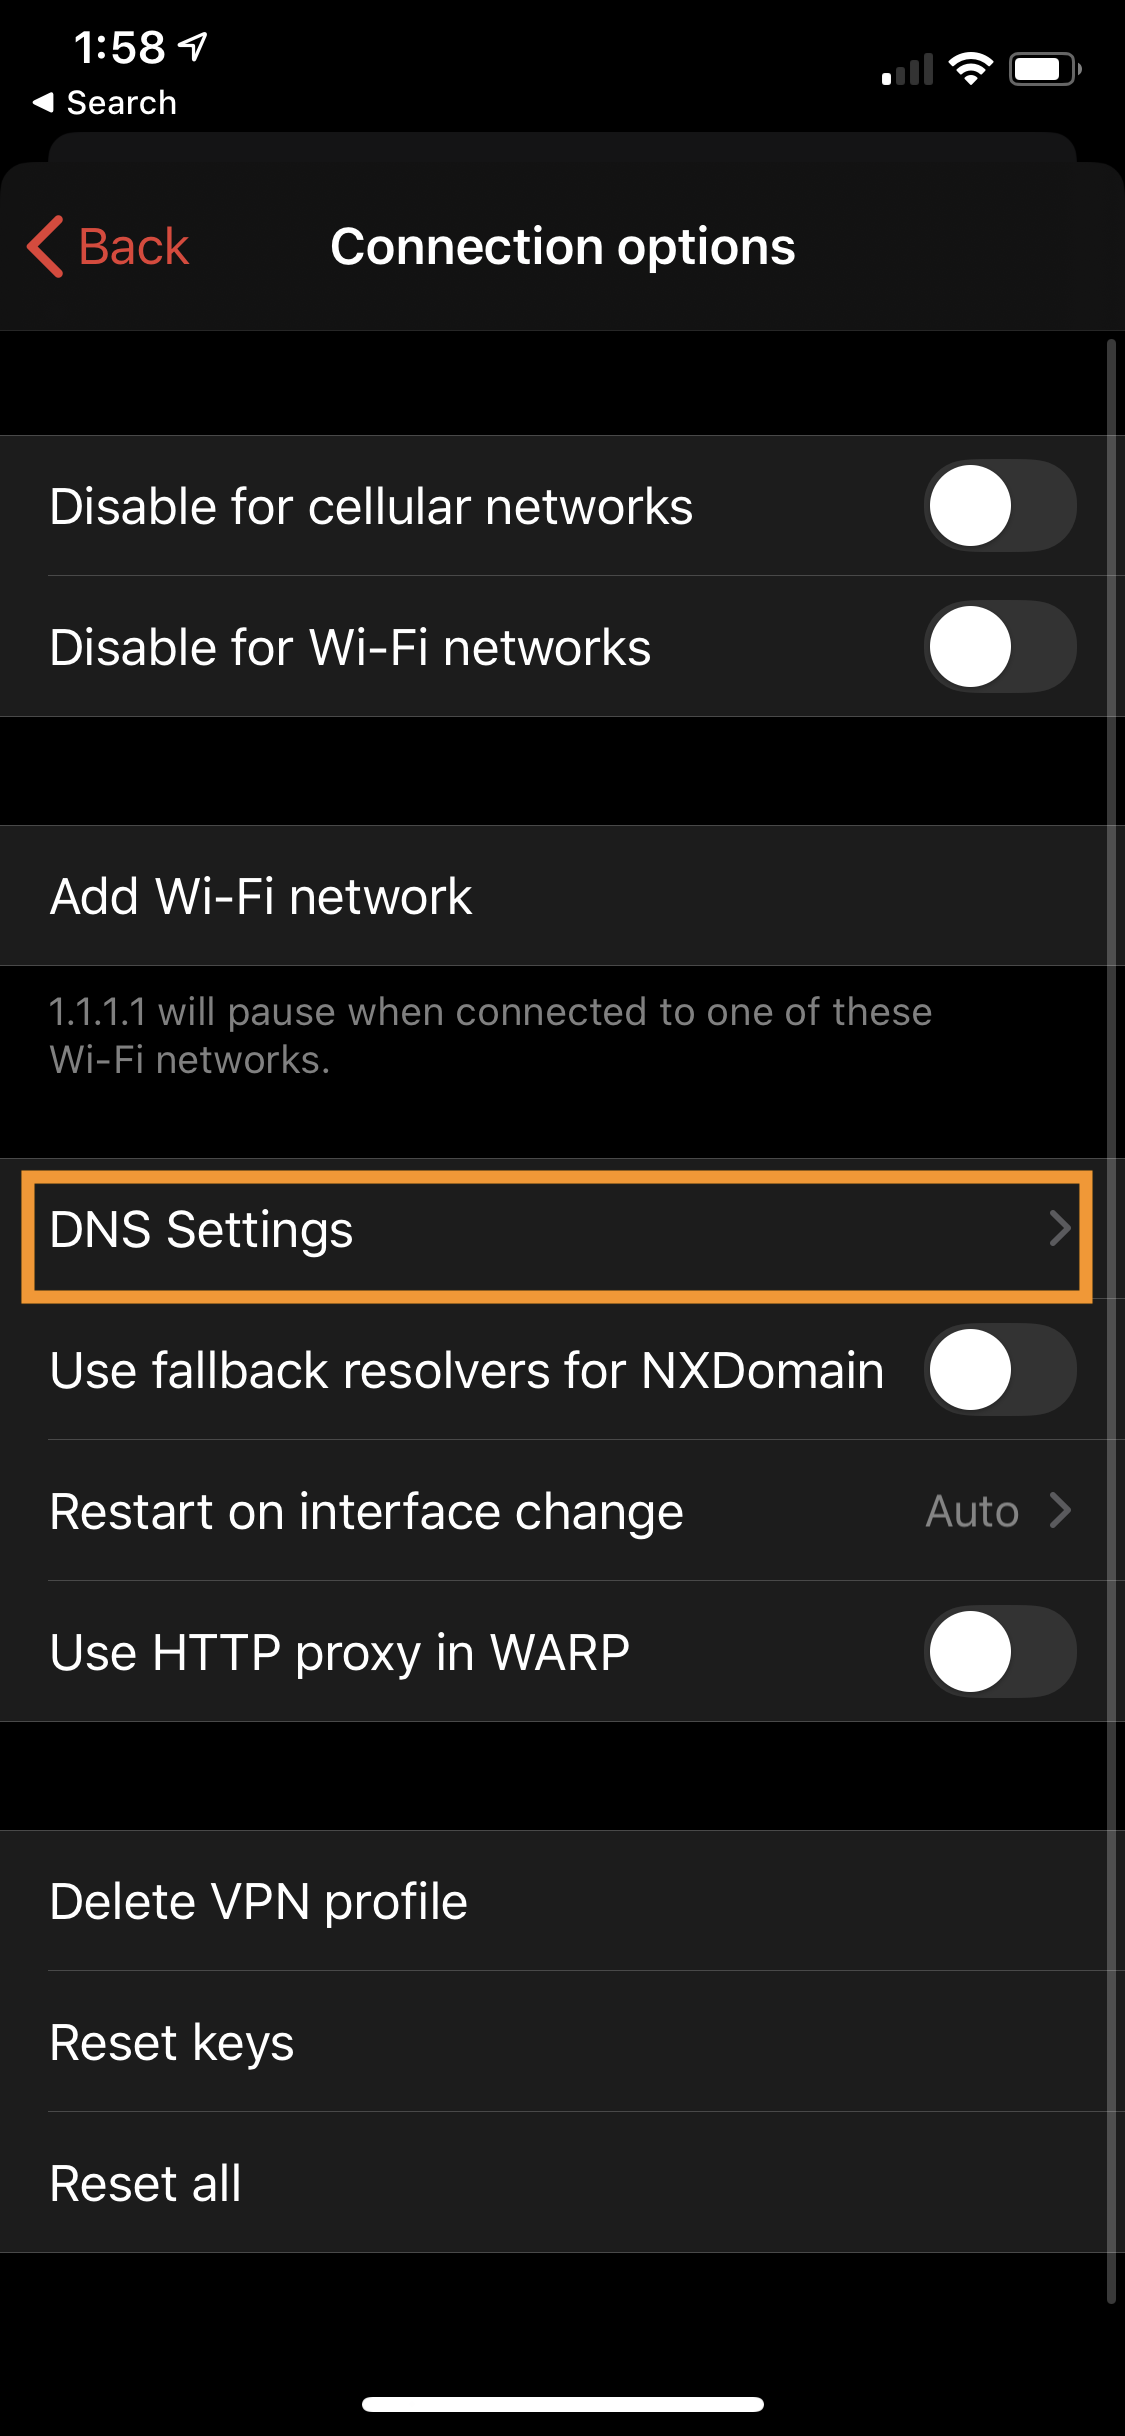 1:58
Search
Back
Connection options
Disable for cellular networks
Disable for Wi-Fi networks
Add Wi-Fi network
1.1.1.1 will pause when connected to one of these
Wi-Fi networks.
DNS Settings
Use fallback resolvers for NXDomain
Restart on interface change Auto
Use HTTP proxy in WARP
Delete VPN profile
Reset keys
Reset all